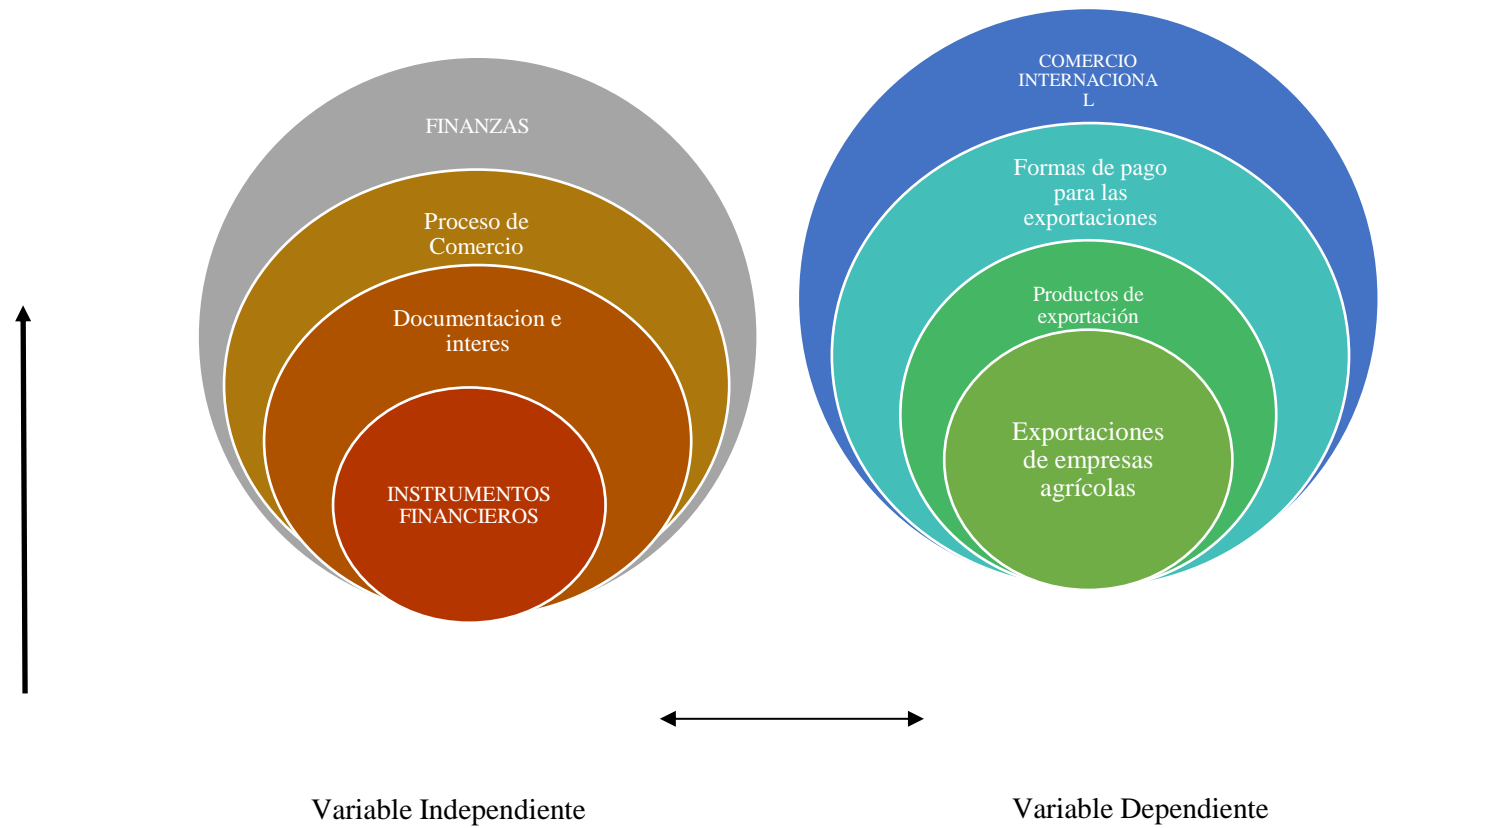 FINANZAS
Proceso de
Comercio
Documentacion e
interes
INSTRUMENTOS
FINANCIEROS
COMERCIO
INTERNACIONA
L
Formas de pago
para las
exportaciones
Productos de
exportación
Exportaciones
de empresas
agrícolas
Variable Independiente
Variable Dependiente